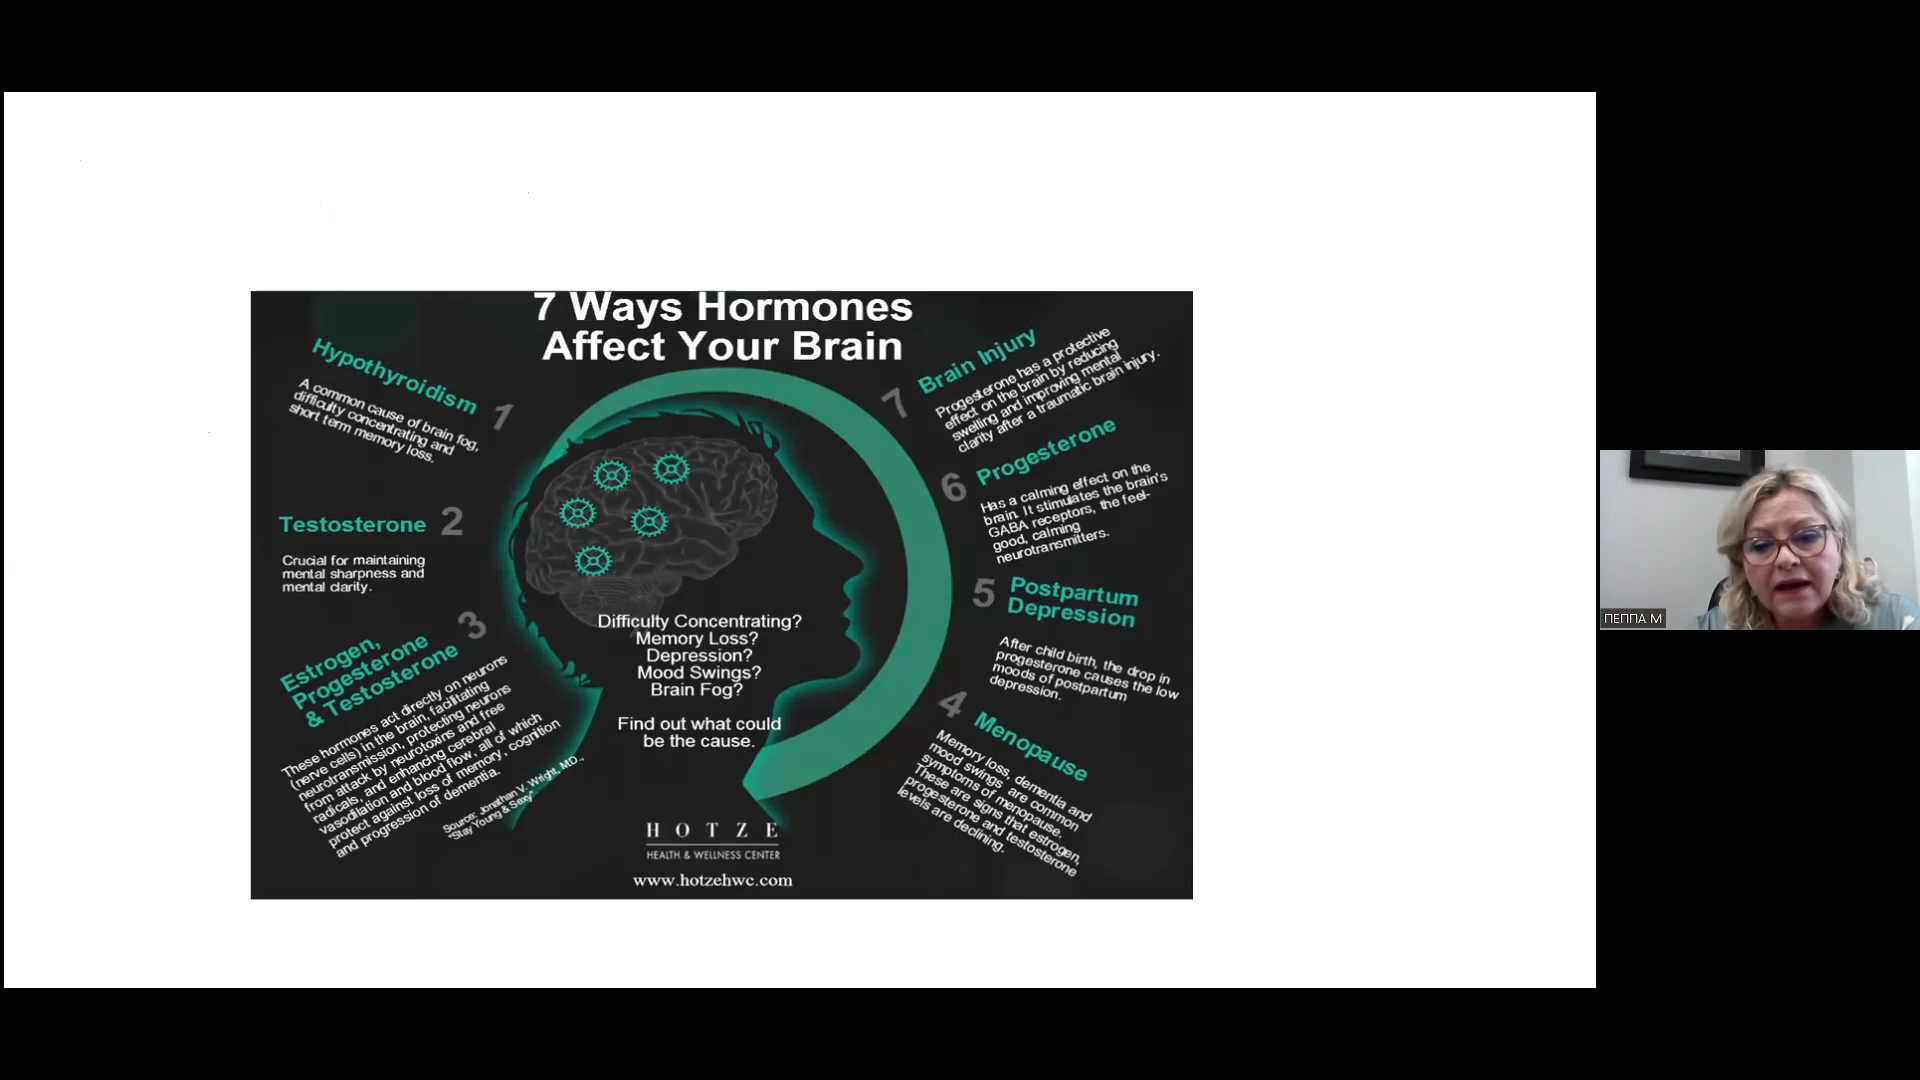 7 Ways Hormones
Affect Your Brain
Hypothyroidism
1
A common cause of brain fog,
difficulty concentrating and
short term memory loss.
Testosterone
2
Crucial for maintaining
mental sharpness and
mental clarity.
3
Estrogen,
Progesterone
& Testosterone
These hormones act directly on neurons
(nerve cells) in the brain, facilitating
neurotransmission, protecting neurons
from attack by neurotoxins and free
radicals, and enhancing cerebral
vasodilation and blood flow, all of which
protect against loss of memory, cognition
and progression of dementia.
Source: Jonathan V. Wright, MD.,
"Stay Young & Sexy"
4
Menopause
Memory loss, dementia and
mood swings are common
symptoms of menopause.
These are signs that estrogen,
progesterone and testosterone
levels are declining.
5
Postpartum
Depression
After child birth, the drop in
progesterone causes the low
moods of postpartum
depression.
6
Progesterone
Has a calming effect on the
brain. It stimulates the brain's
GABA receptors, the feel-
good, calming
neurotransmitters.
7
Brain Injury
Progesterone has a protective
effect on the brain by reducing
swelling and improving mental
clarity after a traumatic brain injury.
Difficulty Concentrating?
Memory Loss?
Depression?
Mood Swings?
Brain Fog?
Find out what could
be the cause.
HOTZE
HEALTH & WELLNESS CENTER
www.hotzehwc.com
ПЕППА М